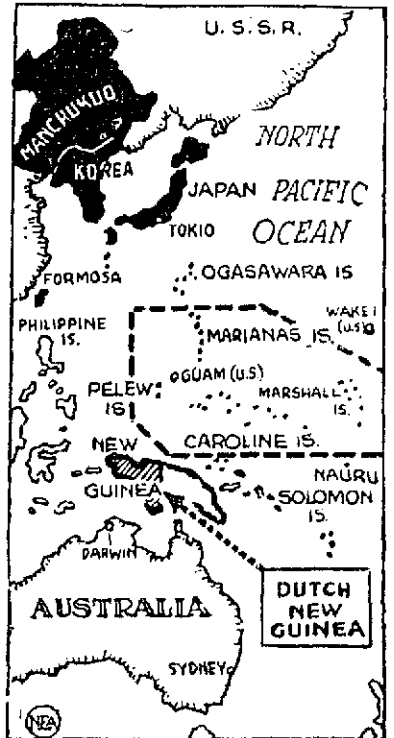 U.S.S.R.
MANCHUKUO
NORTH
KOREA
JAPAN
PACIFIC
TOKIO
OCEAN
FORMOSA
OGASAWARA IS.
PHILIPPINE
IS.
WAKE I
(U.S)
MARIANAS IS.
GUAM (U.S)
PELEW
IS
MARSHALL
IS.
NEW
CAROLINE IS.
GUINEA
NAURU
SOLOMON
IS.
DARWIN
DUTCH
NEW
GUINEA
AUSTRALIA
SYDNEY
NEA